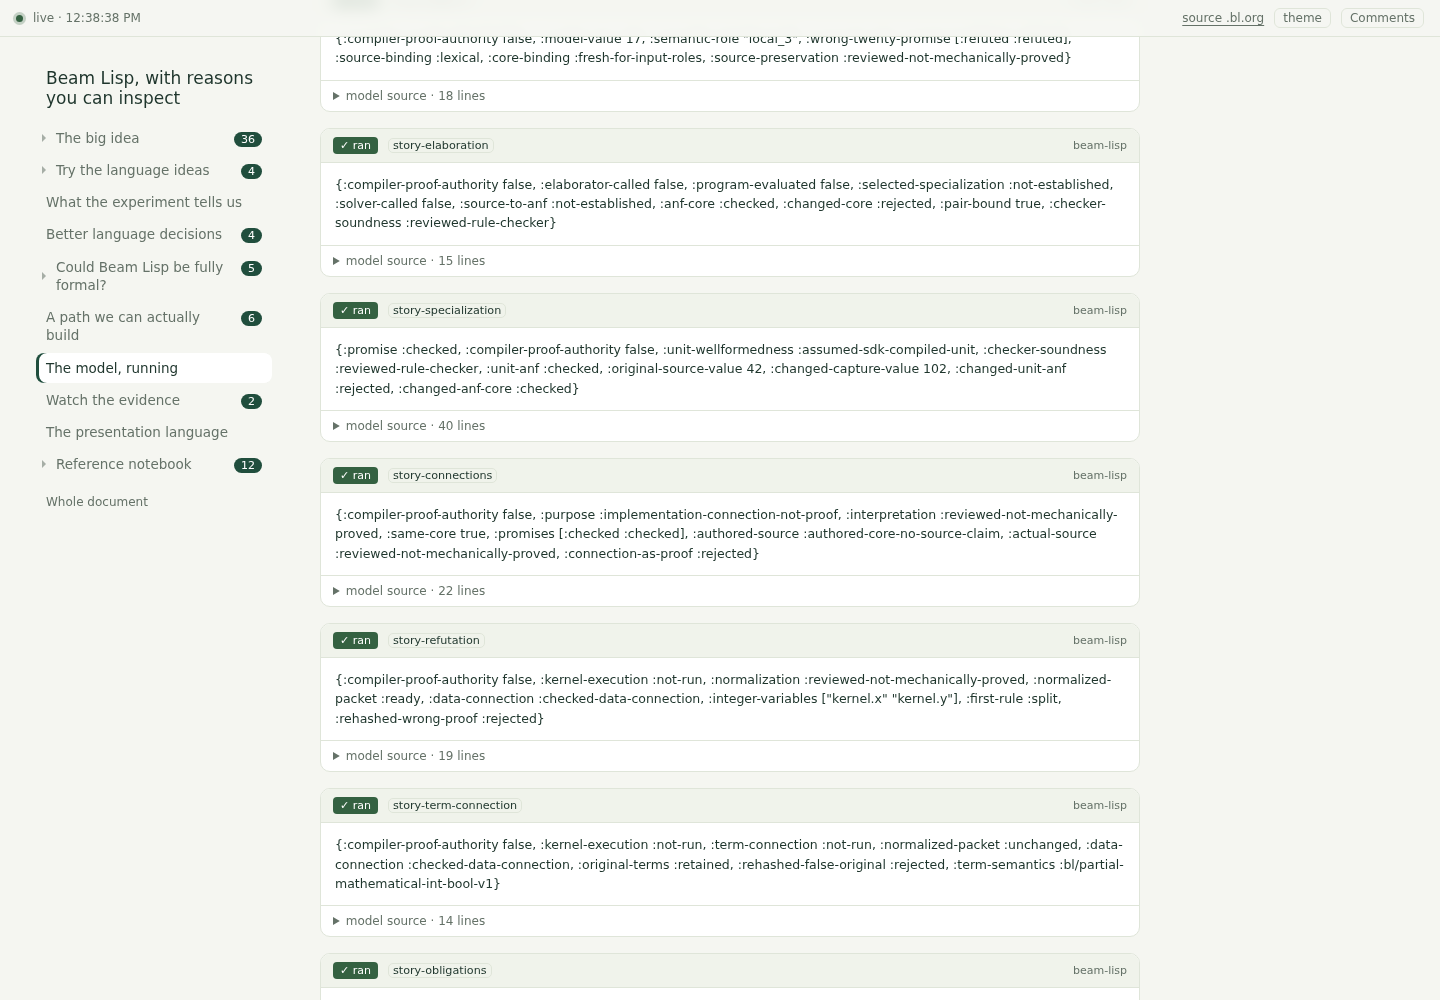 live · 12:38:38 PM
source .bl.org
theme
Comments
Beam Lisp, with reasons
you can inspect
The big idea
36
Try the language ideas
4
What the experiment tells us
Better language decisions
4
Could Beam Lisp be fully
formal?
5
A path we can actually
build
6
The model, running
Watch the evidence
2
The presentation language
Reference notebook
12
Whole document
{:compiler-proof-authority false, :model-value 17, :semantic-role "local_3", :wrong-twenty-promise [:refuted :refuted],
:source-binding :lexical, :core-binding :fresh-for-input-roles, :source-preservation :reviewed-not-mechanically-proved}
▶ model source · 18 lines
✓ ran
story-elaboration
beam-lisp
{:compiler-proof-authority false, :elaborator-called false, :program-evaluated false, :selected-specialization :not-established,
:solver-called false, :source-to-anf :not-established, :anf-core :checked, :changed-core :rejected, :pair-bound true, :checker-
soundness :reviewed-rule-checker}
▶ model source · 15 lines
✓ ran
story-specialization
beam-lisp
{:promise :checked, :compiler-proof-authority false, :unit-wellformedness :assumed-sdk-compiled-unit, :checker-soundness
:reviewed-rule-checker, :unit-anf :checked, :original-source-value 42, :changed-capture-value 102, :changed-unit-anf
:rejected, :changed-anf-core :checked}
▶ model source · 40 lines
✓ ran
story-connections
beam-lisp
{:compiler-proof-authority false, :purpose :implementation-connection-not-proof, :interpretation :reviewed-not-mechanically-
proved, :same-core true, :promises [:checked :checked], :authored-source :authored-core-no-source-claim, :actual-source
:reviewed-not-mechanically-proved, :connection-as-proof :rejected}
▶ model source · 22 lines
✓ ran
story-refutation
beam-lisp
{:compiler-proof-authority false, :kernel-execution :not-run, :normalization :reviewed-not-mechanically-proved, :normalized-
packet :ready, :data-connection :checked-data-connection, :integer-variables ["kernel.x" "kernel.y"], :first-rule :split,
:rehashed-wrong-proof :rejected}
▶ model source · 19 lines
✓ ran
story-term-connection
beam-lisp
{:compiler-proof-authority false, :kernel-execution :not-run, :term-connection :not-run, :normalized-packet :unchanged, :data-
connection :checked-data-connection, :original-terms :retained, :rehashed-false-original :rejected, :term-semantics :bl/partial-
mathematical-int-bool-v1}
▶ model source · 14 lines
✓ ran
story-obligations
beam-lisp